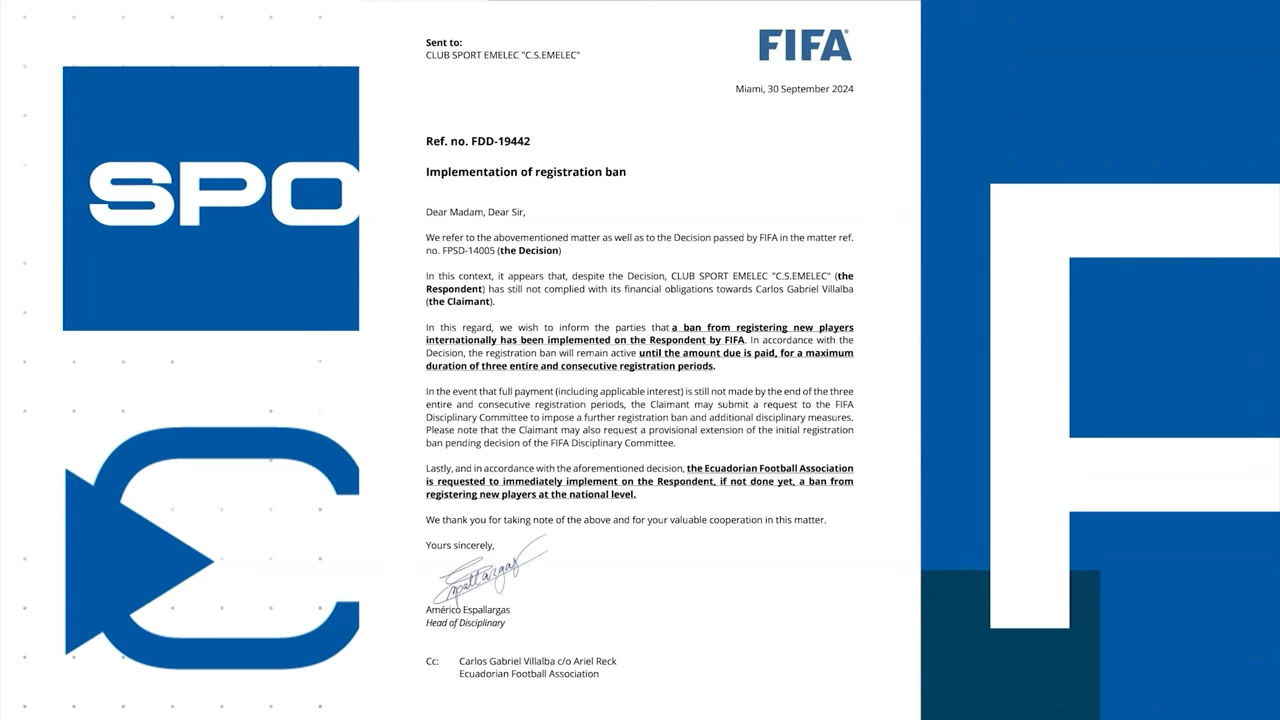 SPO
Sent to:
CLUB SPORT EMELEC "C.S.EMELEC"
FIFA®
Miami, 30 September 2024
Ref. no. FDD-19442
Implementation of registration ban
Dear Madam, Dear Sir,
We refer to the abovementioned matter as well as to the Decision passed by FIFA in the matter ref.
no. FPSD-14005 (the Decision)
In this context, it appears that, despite the Decision, CLUB SPORT EMELEC "C.S.EMELEC" (the
Respondent) has still not complied with its financial obligations towards Carlos Gabriel Villalba
(the Claimant).
In this regard, we wish to inform the parties that a ban from registering new players
internationally has been implemented on the Respondent by FIFA. In accordance with the
Decision, the registration ban will remain active until the amount due is paid, for a maximum
duration of three entire and consecutive registration periods.
In the event that full payment (including applicable interest) is still not made by the end of the three
entire and consecutive registration periods, the Claimant may submit a request to the FIFA
Disciplinary Committee to impose a further registration ban and additional disciplinary measures.
Please note that the Claimant may also request a provisional extension of the initial registration
ban pending decision of the FIFA Disciplinary Committee.
Lastly, and in accordance with the aforementioned decision, the Ecuadorian Football Association
is requested to immediately implement on the Respondent, if not done yet, a ban from
registering new players at the national level.
We thank you for taking note of the above and for your valuable cooperation in this matter.
Yours sincerely,
Américo Espallargas
Head of Disciplinary
Cc: Carlos Gabriel Villalba c/o Ariel Reck
Ecuadorian Football Association